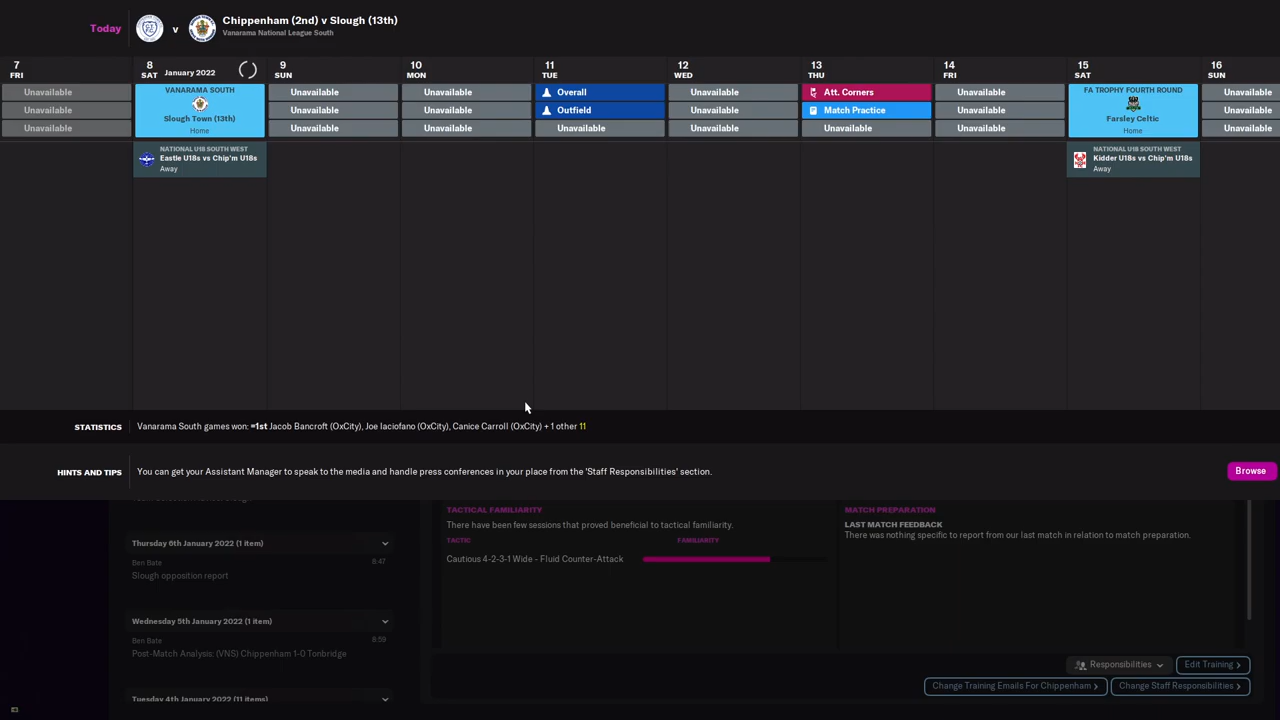 Today
v
Chippenham (2nd) v Slough (13th)
Vanarama National League South
7
FRI
8
SAT January 2022
9
SUN
10
MON
11
TUE
12
WED
13
THU
14
FRI
15
SAT
16
SUN
Unavailable
Unavailable
Unavailable
VANARAMA SOUTH
Slough Town (13th)
Home
Unavailable
Unavailable
Unavailable
Unavailable
Unavailable
Unavailable
Overall
Outfield
Unavailable
Unavailable
Unavailable
Unavailable
Att. Corners
Match Practice
Unavailable
Unavailable
Unavailable
Unavailable
FA TROPHY FOURTH ROUND
Farsley Celtic
Home
Unavailable
Unavailable
Unavailable
NATIONAL U18 SOUTH WEST
Eastle U18s vs Chip'm U18s
Away
NATIONAL U18 SOUTH WEST
Kidder U18s vs Chip'm U18s
Away
STATISTICS
Vanarama South games won: =1st Jacob Bancroft (OxCity), Joe Iaciofano (OxCity), Canice Carroll (OxCity) + 1 other 11
HINTS AND TIPS
You can get your Assistant Manager to speak to the media and handle press conferences in your place from the 'Staff Responsibilities' section.
Browse
Thursday 6th January 2022 (1 item)
Ben Bate 8:47
Slough opposition report
Wednesday 5th January 2022 (1 item)
Ben Bate 8:59
Post-Match Analysis: (VNS) Chippenham 1-0 Tonbridge
Tuesday 4th January 2022 (11 items)
TACTICAL FAMILIARITY
There have been few sessions that proved beneficial to tactical familiarity.
TACTIC FAMILIARITY
Cautious 4-2-3-1 Wide - Fluid Counter-Attack
MATCH PREPARATION
LAST MATCH FEEDBACK
There was nothing specific to report from our last match in relation to match preparation.
Responsibilities
Edit Training
Change Training Emails For Chippenham
Change Staff Responsibilities